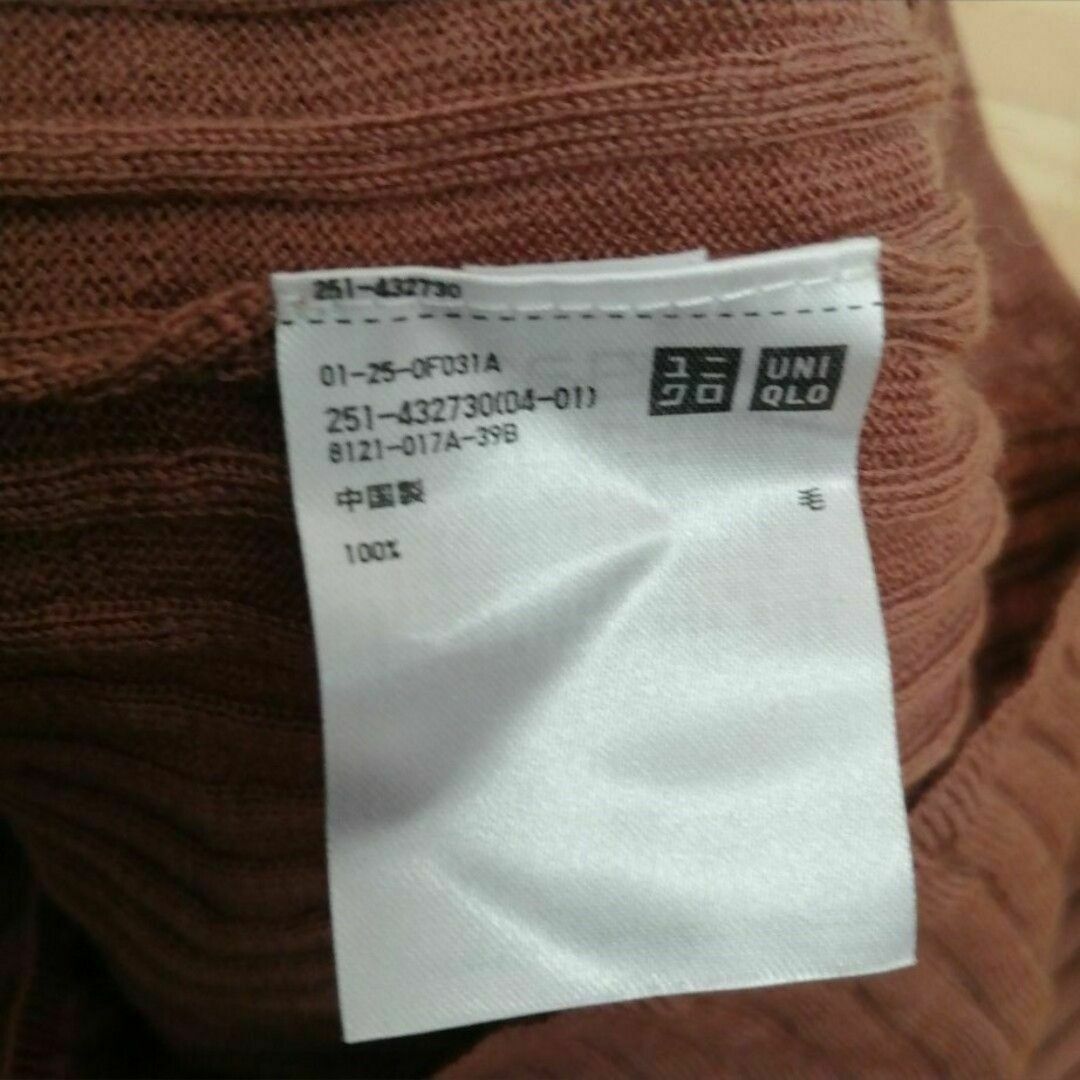 251-432730
01-25-0F031A
251-432730(04-01)
8121-017A-39B
ユニ
クロ
UNI
QLO
中国製
毛
100%